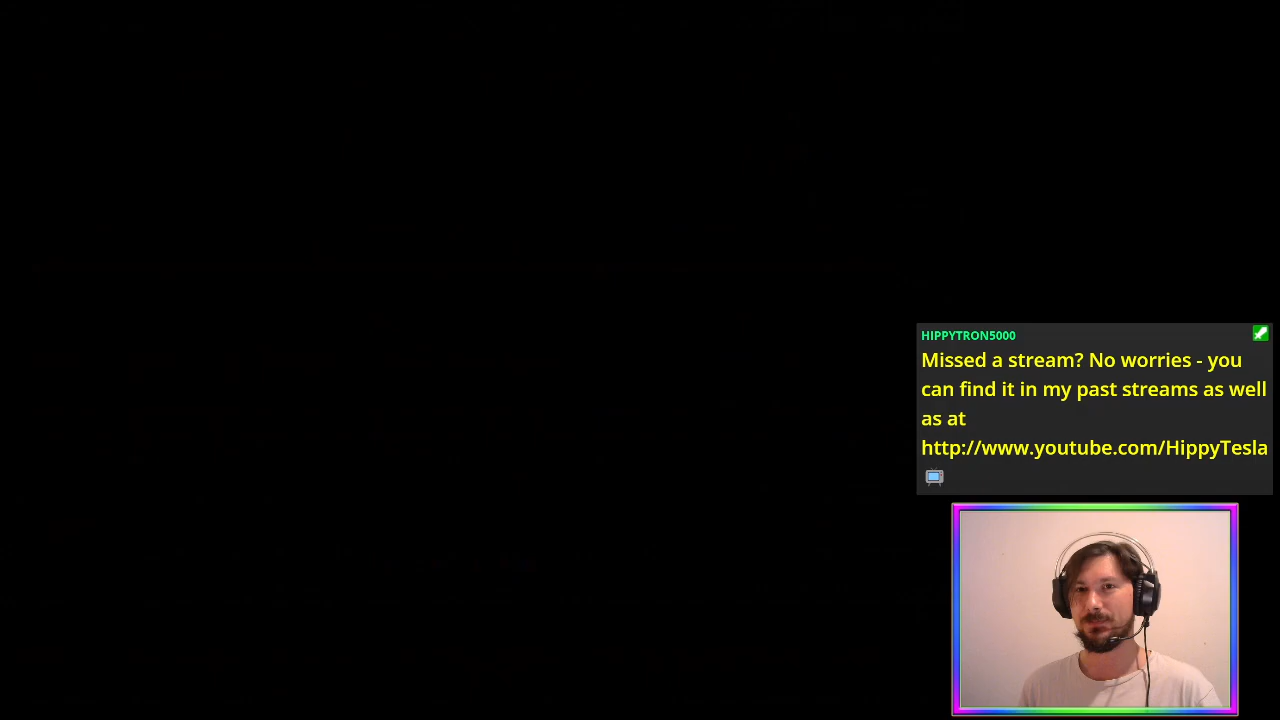 HIPPYTRON5000
Missed a stream? No worries - you
can find it in my past streams as well
as at
http://www.youtube.com/HippyTesla